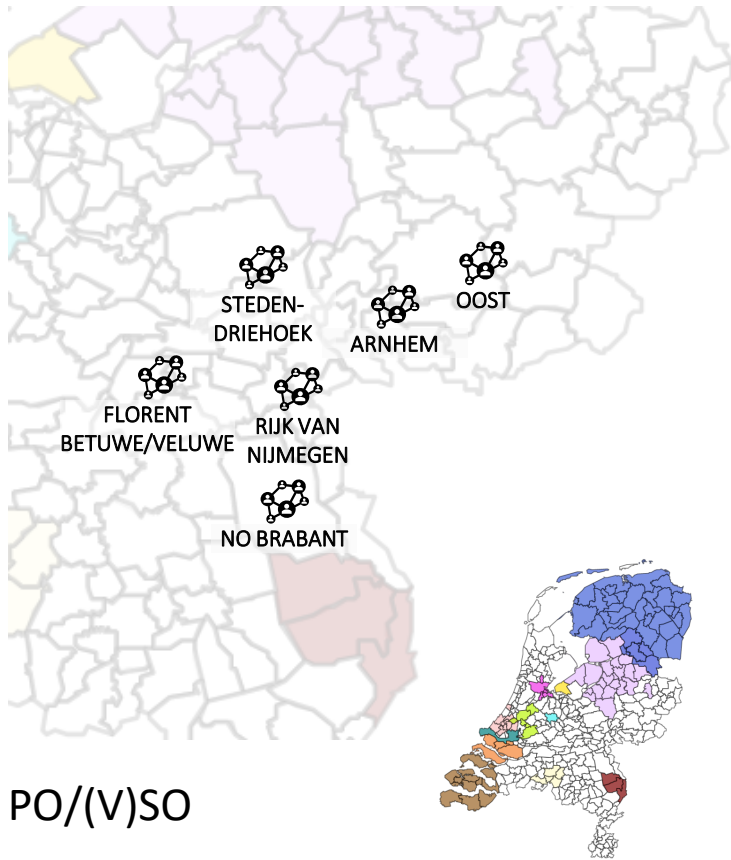 STEDEN-
DRIEHOEK
OOST
ARNHEM
FLORENT
BETUWE/VELUWE
RIJK VAN
NIJMEGEN
NO BRABANT
PO/(V)SO